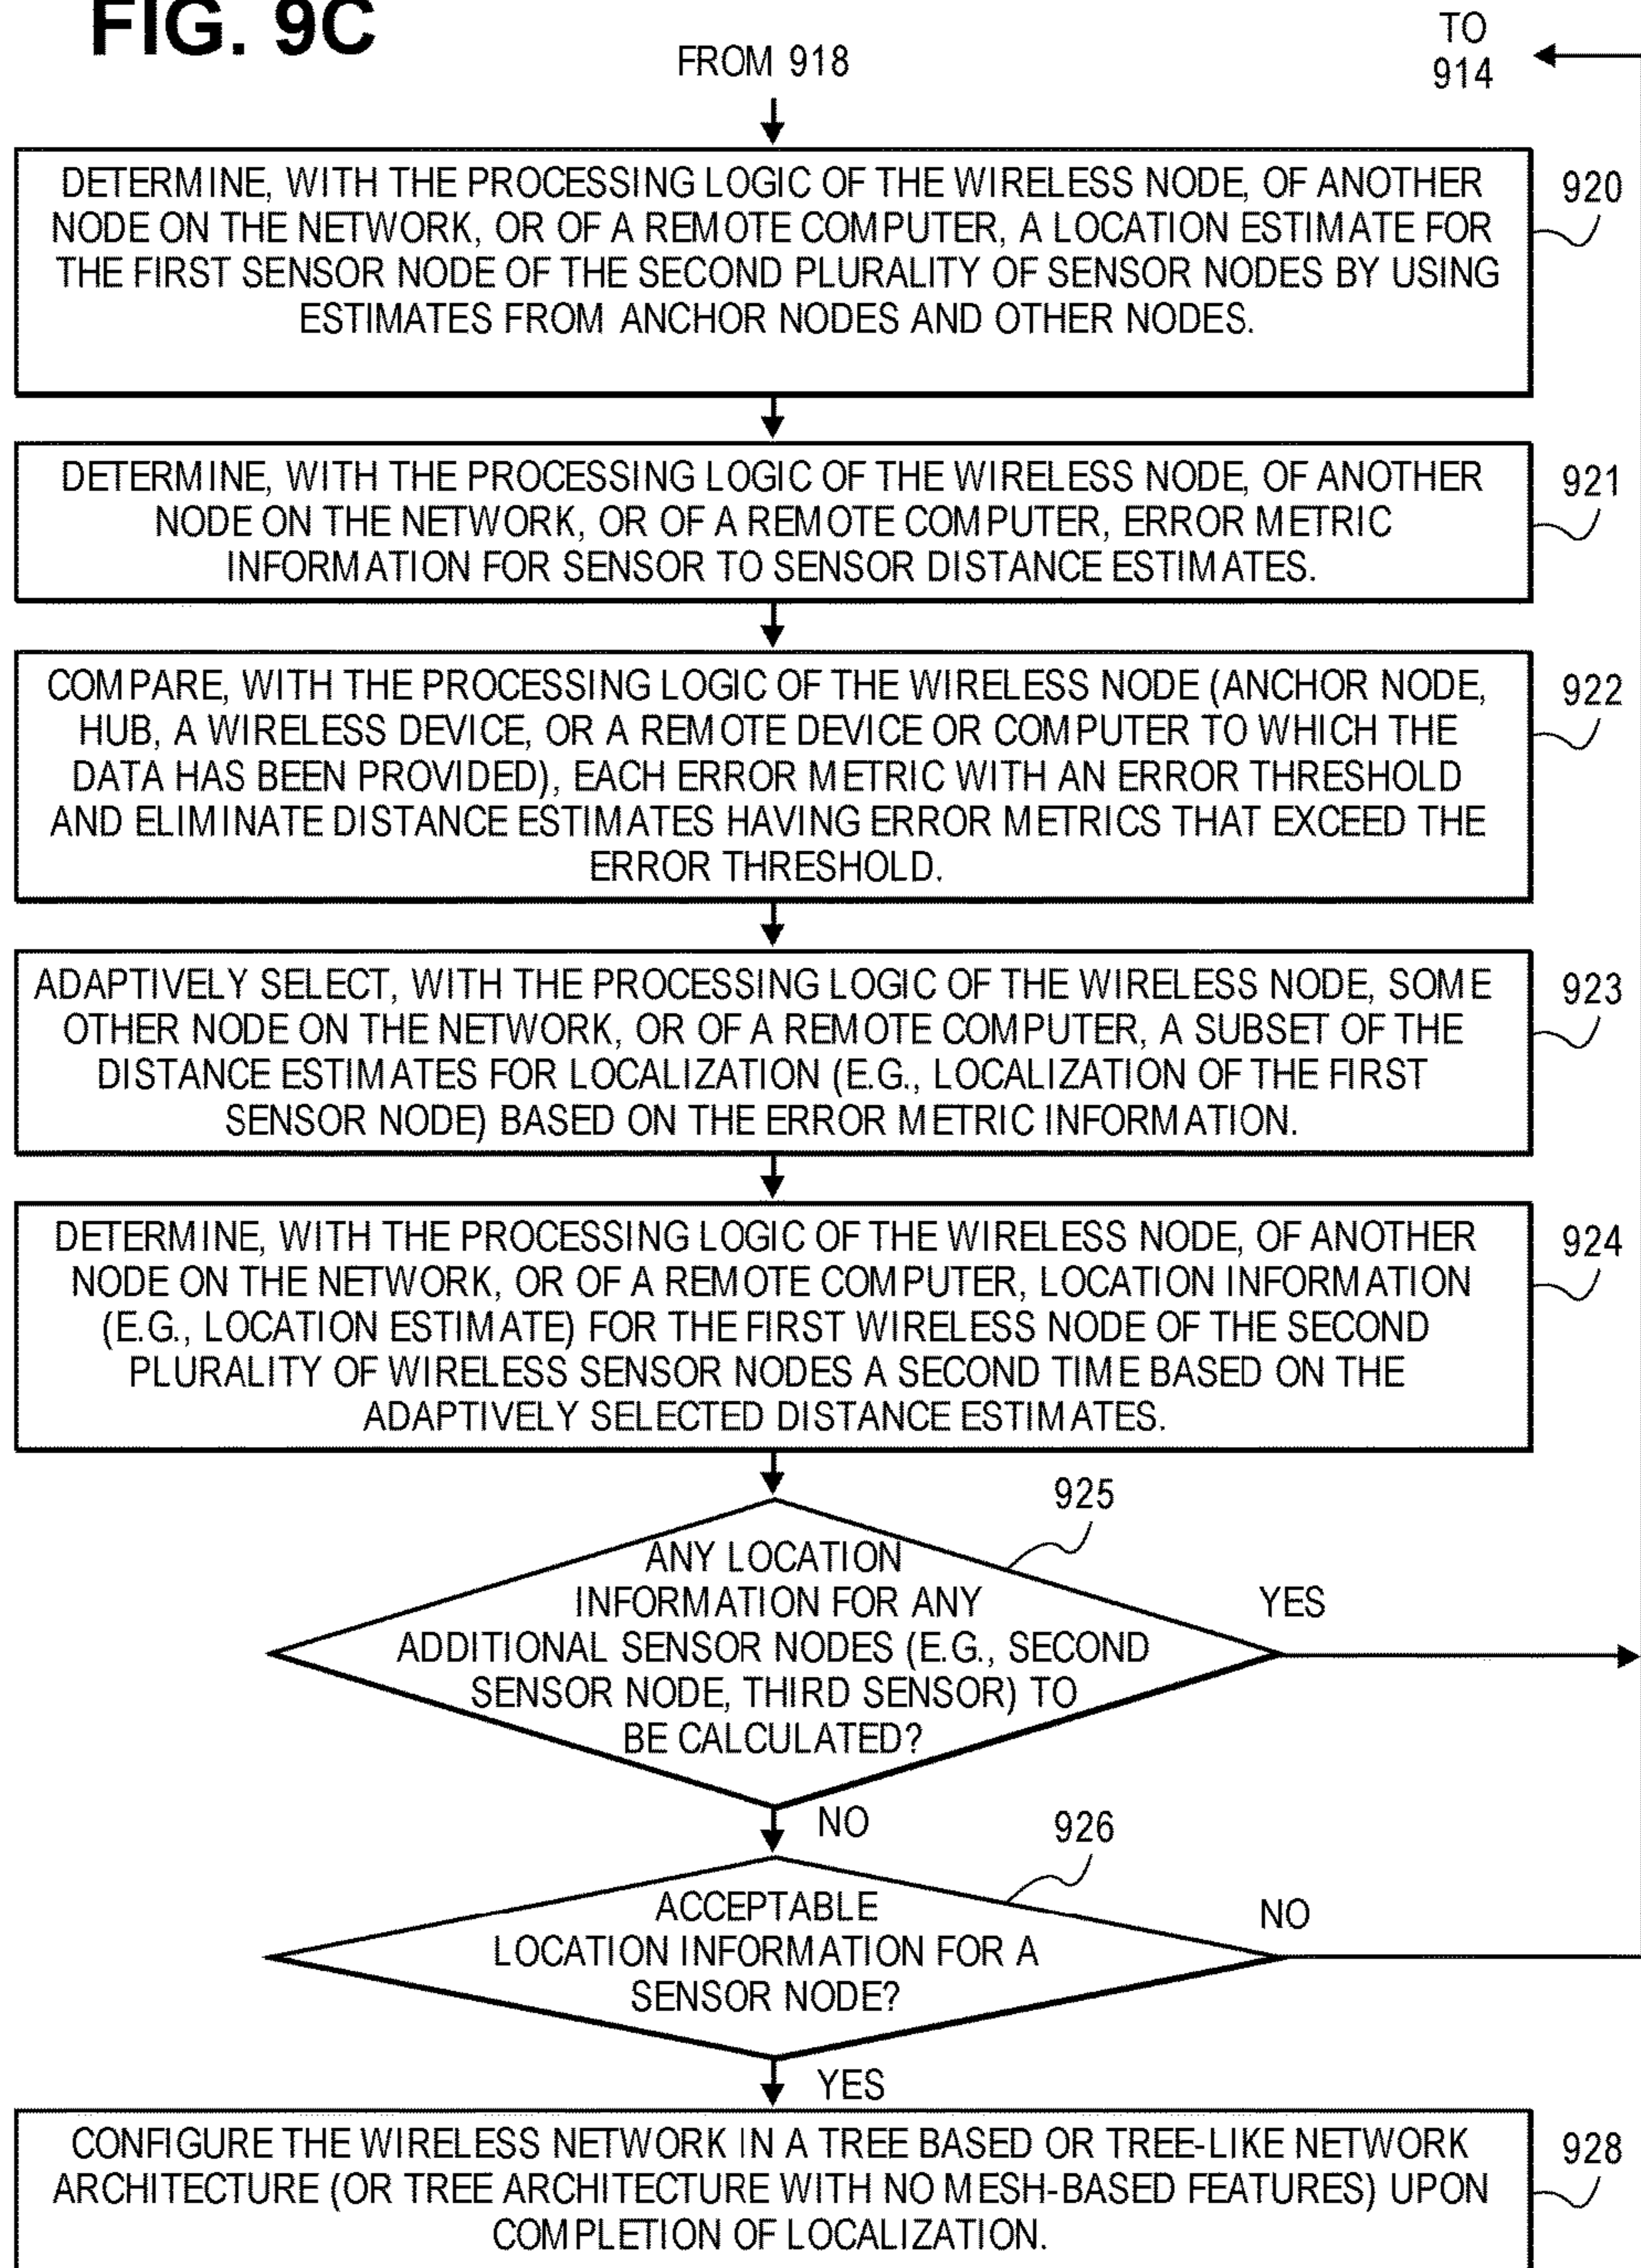 FIG. 9C
FROM 918
TO
914
DETERMINE, WITH THE PROCESSING LOGIC OF THE WIRELESS NODE, OF ANOTHER
NODE ON THE NETWORK, OR OF A REMOTE COMPUTER, A LOCATION ESTIMATE FOR
THE FIRST SENSOR NODE OF THE SECOND PLURALITY OF SENSOR NODES BY USING
ESTIMATES FROM ANCHOR NODES AND OTHER NODES.
920
DETERMINE, WITH THE PROCESSING LOGIC OF THE WIRELESS NODE, OF ANOTHER
NODE ON THE NETWORK, OR OF A REMOTE COMPUTER, ERROR METRIC
INFORMATION FOR SENSOR TO SENSOR DISTANCE ESTIMATES.
921
COMPARE, WITH THE PROCESSING LOGIC OF THE WIRELESS NODE (ANCHOR NODE,
HUB, A WIRELESS DEVICE, OR A REMOTE DEVICE OR COMPUTER TO WHICH THE
DATA HAS BEEN PROVIDED), EACH ERROR METRIC WITH AN ERROR THRESHOLD
AND ELIMINATE DISTANCE ESTIMATES HAVING ERROR METRICS THAT EXCEED THE
ERROR THRESHOLD.
922
ADAPTIVELY SELECT, WITH THE PROCESSING LOGIC OF THE WIRELESS NODE, SOME
OTHER NODE ON THE NETWORK, OR OF A REMOTE COMPUTER, A SUBSET OF THE
DISTANCE ESTIMATES FOR LOCALIZATION (E.G., LOCALIZATION OF THE FIRST
SENSOR NODE) BASED ON THE ERROR METRIC INFORMATION.
923
DETERMINE, WITH THE PROCESSING LOGIC OF THE WIRELESS NODE, OF ANOTHER
NODE ON THE NETWORK, OR OF A REMOTE COMPUTER, LOCATION INFORMATION
(E.G., LOCATION ESTIMATE) FOR THE FIRST WIRELESS NODE OF THE SECOND
PLURALITY OF WIRELESS SENSOR NODES A SECOND TIME BASED ON THE
ADAPTIVELY SELECTED DISTANCE ESTIMATES.
924
925
ANY LOCATION
INFORMATION FOR ANY
ADDITIONAL SENSOR NODES (E.G., SECOND
SENSOR NODE, THIRD SENSOR) TO
BE CALCULATED?
YES
NO
926
ACCEPTABLE
LOCATION INFORMATION FOR A
SENSOR NODE?
NO
YES
CONFIGURE THE WIRELESS NETWORK IN A TREE BASED OR TREE-LIKE NETWORK
ARCHITECTURE (OR TREE ARCHITECTURE WITH NO MESH-BASED FEATURES) UPON
COMPLETION OF LOCALIZATION.
928